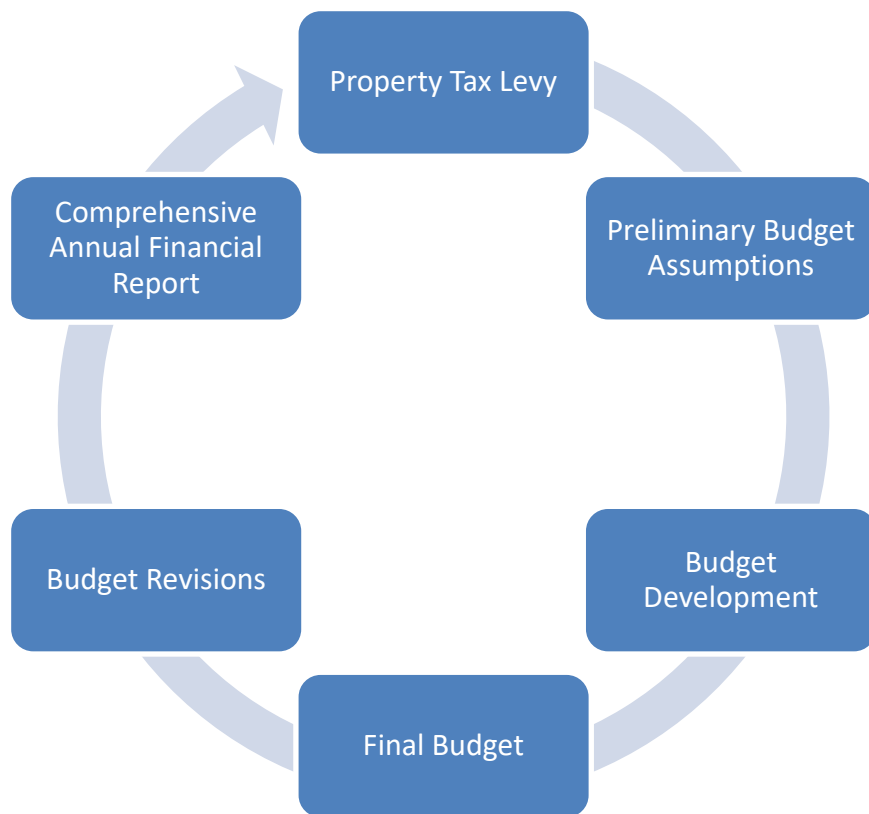 Property Tax Levy
Preliminary Budget
Assumptions
Budget
Development
Final Budget
Budget Revisions
Comprehensive
Annual Financial
Report